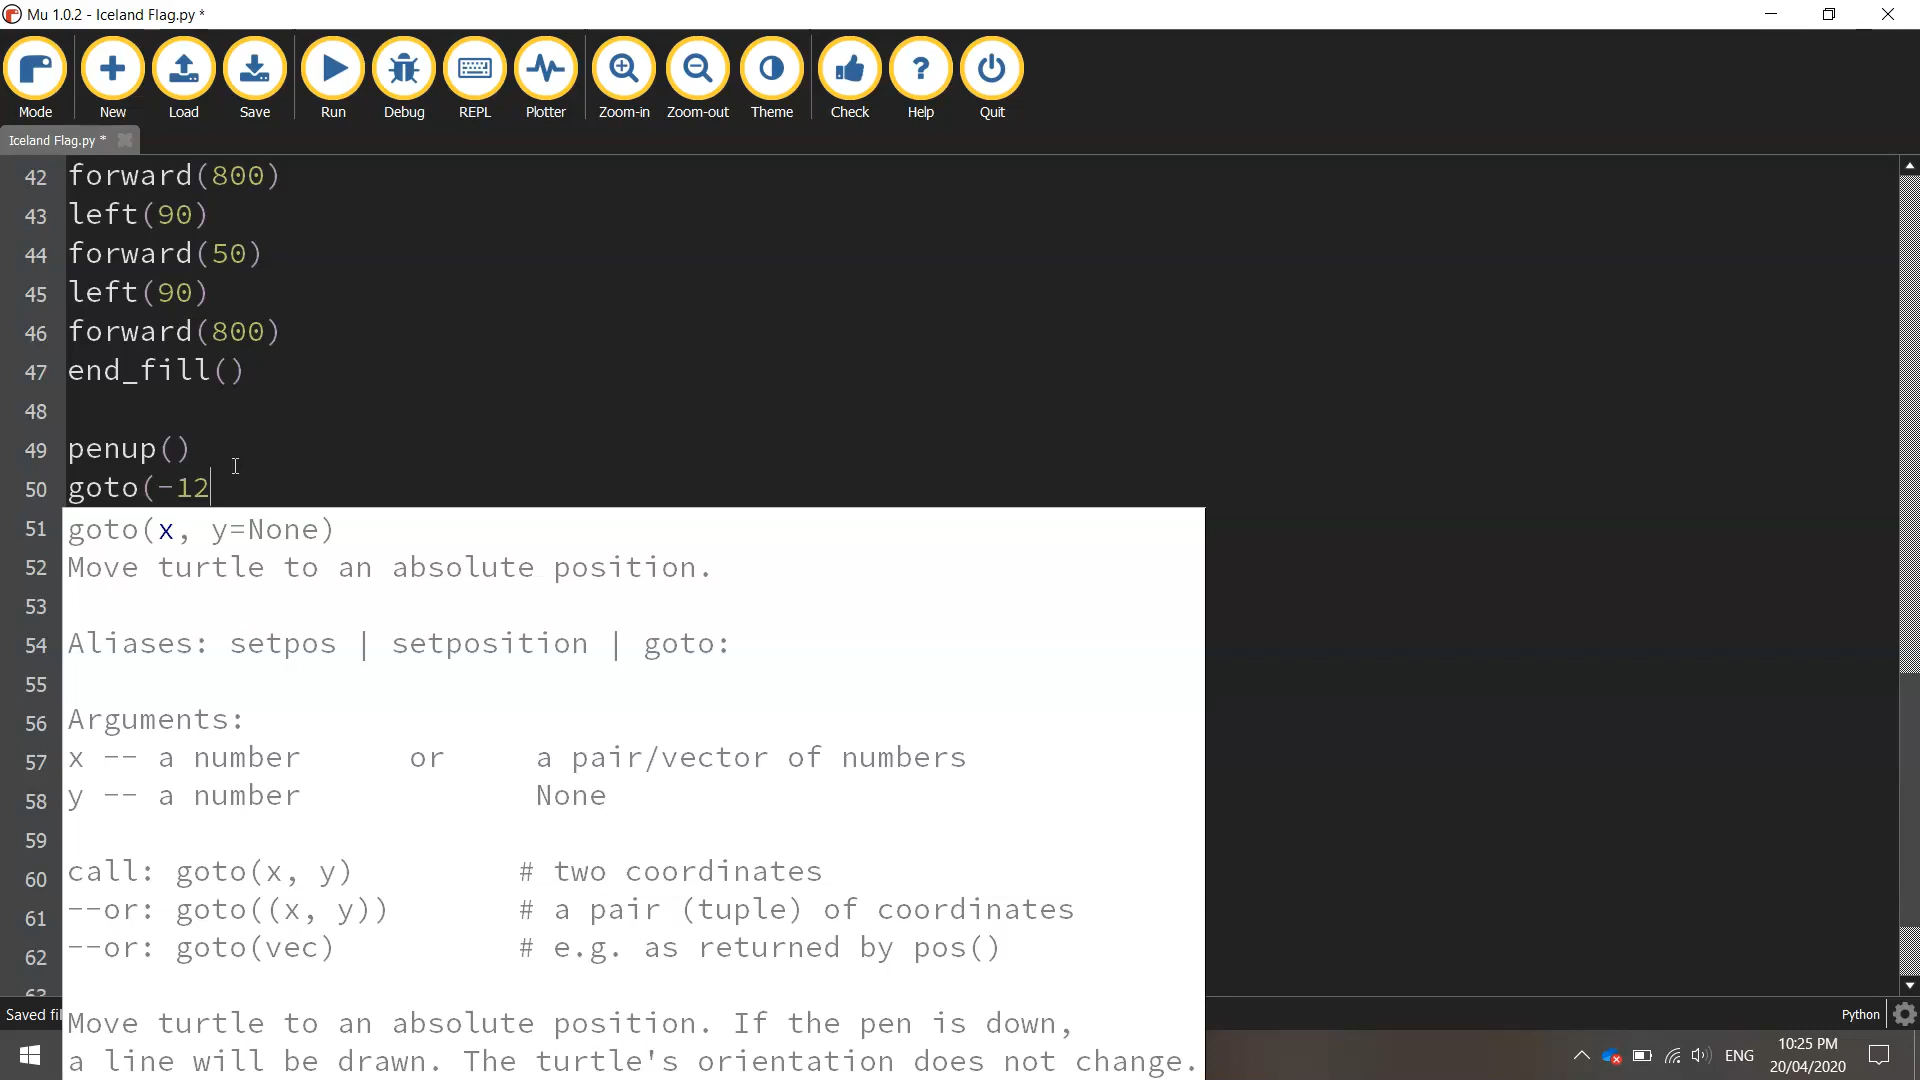 Mu 1.0.2 - Iceland Flag.py *
Mode New Load Save Run Debug REPL Plotter Zoom-in Zoom-out Theme Check Help Quit
Iceland Flag.py *
42 forward(800)
43 left(90)
44 forward(50)
45 left(90)
46 forward(800)
47 end_fill()
48
49 penup()
50 goto(-12
51 goto(x, y=None)
52 Move turtle to an absolute position.
53
54 Aliases: setpos | setposition | goto:
55
56 Arguments:
57 x -- a number or a pair/vector of numbers
58 y -- a number None
59
60 call: goto(x, y) # two coordinates
61 --or: goto((x, y)) # a pair (tuple) of coordinates
62 --or: goto(vec) # e.g. as returned by pos()
63
Saved fil
Python
Move turtle to an absolute position. If the pen is down,
a line will be drawn. The turtle's orientation does not change.
ENG
10:25 PM
20/04/2020